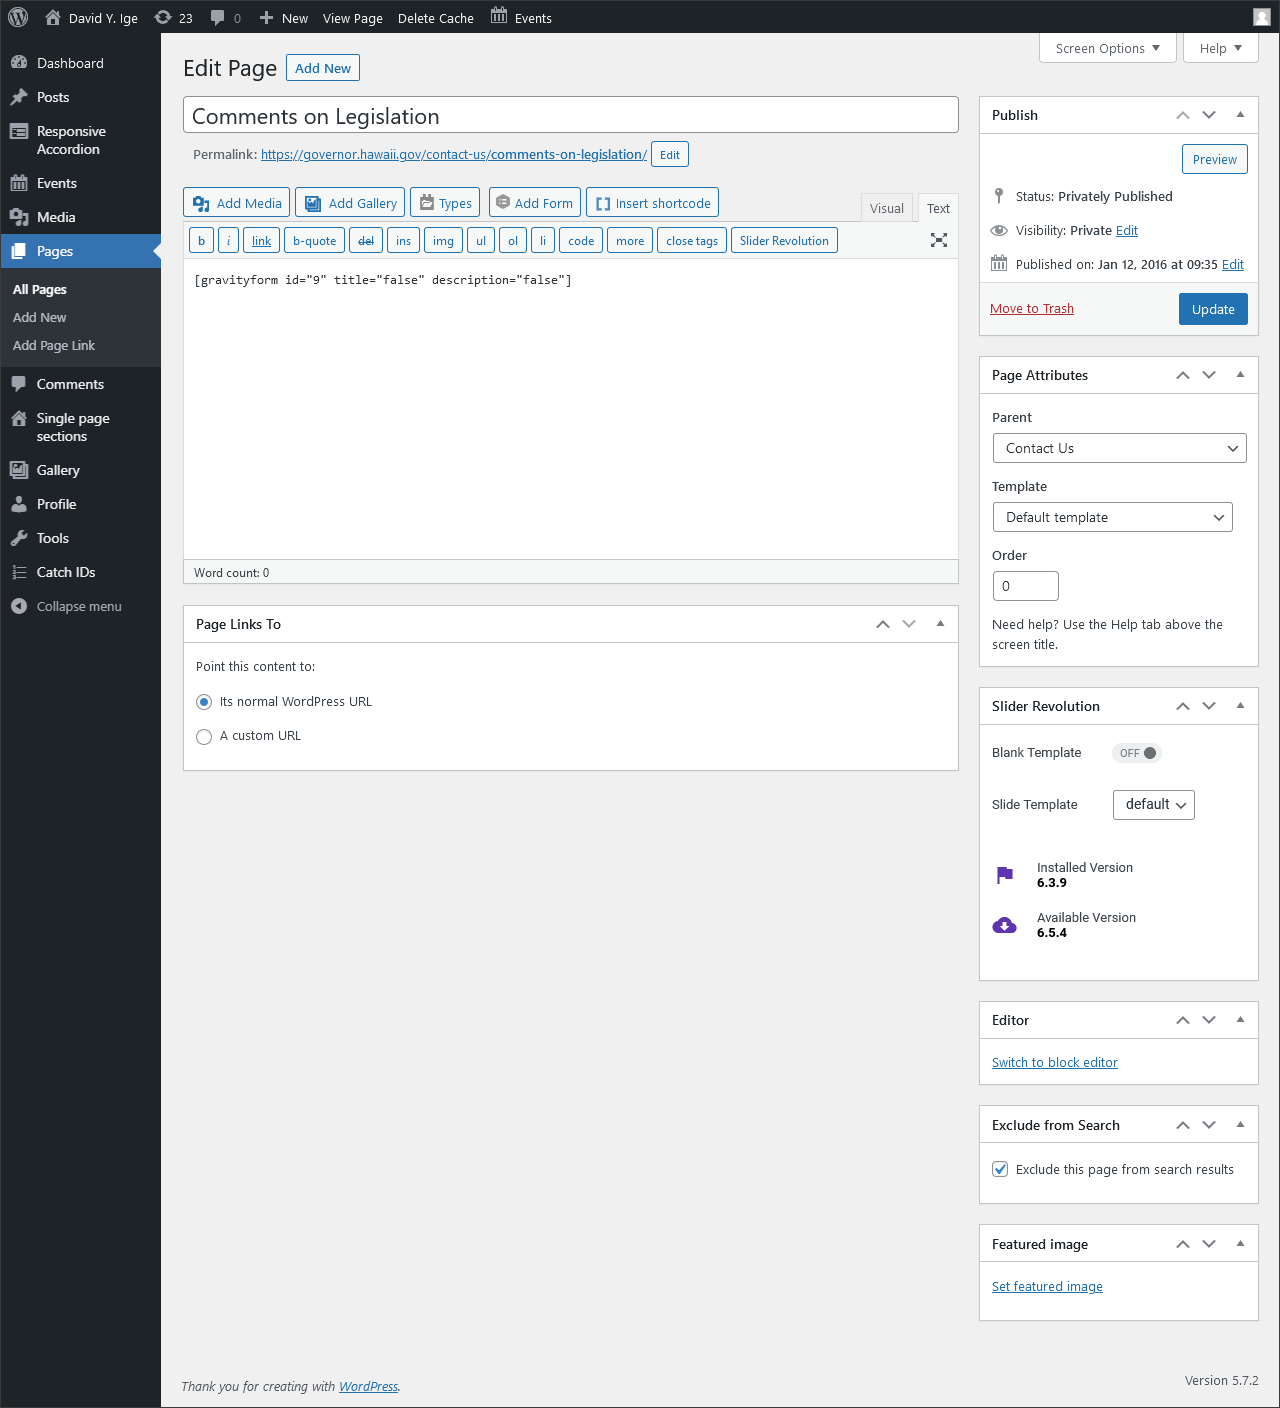 David Y. Ige 23 0 New View Page Delete Cache Events
Screen Options Help
Dashboard
Posts
Responsive
Accordion
Events
Media
Pages
All Pages
Add New
Add Page Link
Comments
Single page
sections
Gallery
Profile
Tools
Catch IDs
Collapse menu
Edit Page Add New
Comments on Legislation
Permalink: https://governor.hawaii.gov/contact-us/comments-on-legislation/ Edit
Add Media Add Gallery Types Add Form Insert shortcode Visual Text
b i link b-quote del ins img ul ol li code more close tags Slider Revolution
[gravityform id="9" title="false" description="false"]
Word count: 0
Page Links To
Point this content to:
Its normal WordPress URL
A custom URL
Publish
Preview
Status: Privately Published
Visibility: Private Edit
Published on: Jan 12, 2016 at 09:35 Edit
Move to Trash Update
Page Attributes
Parent
Contact Us
Template
Default template
Order
0
Need help? Use the Help tab above the
screen title.
Slider Revolution
Blank Template OFF
Slide Template default
Installed Version
6.3.9
Available Version
6.5.4
Editor
Switch to block editor
Exclude from Search
Exclude this page from search results
Featured image
Set featured image
Thank you for creating with WordPress.
Version 5.7.2